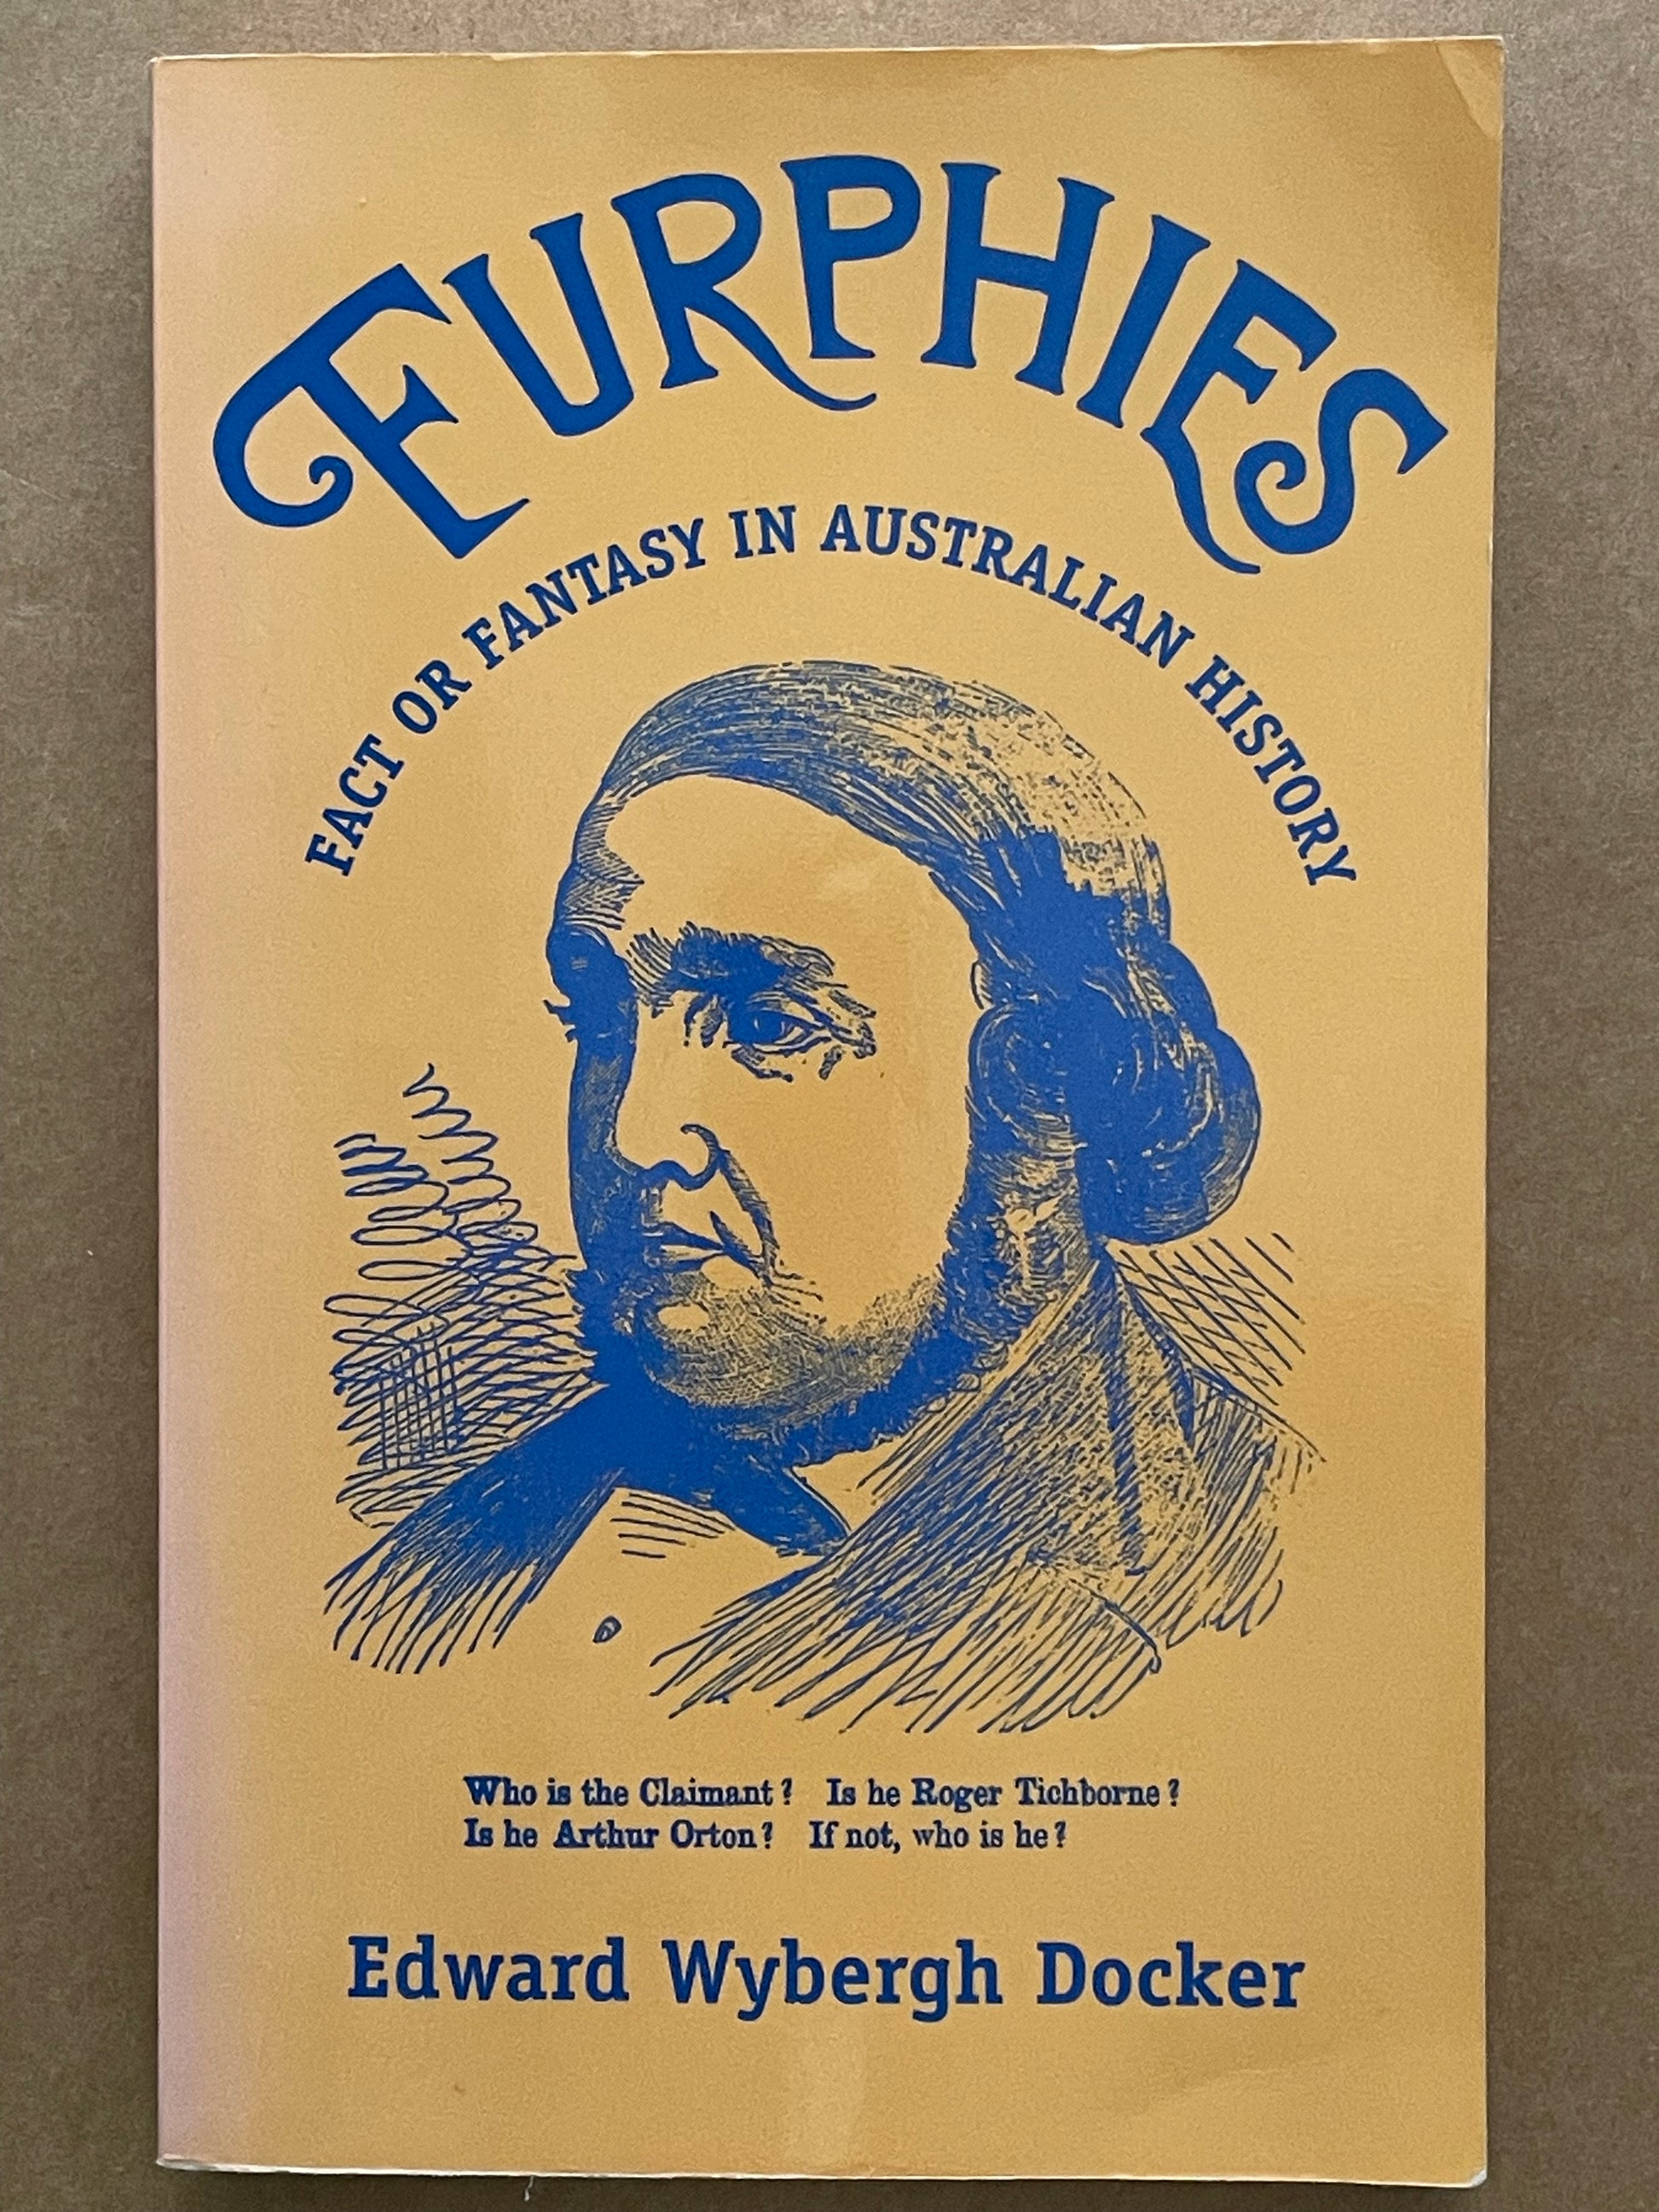 FURPHIES
FACT OR FANTASY IN AUSTRALIAN HISTORY
Who is the Claimant? Is he Roger Tichborne?
Is he Arthur Orton? If not, who is he?
Edward Wybergh Docker